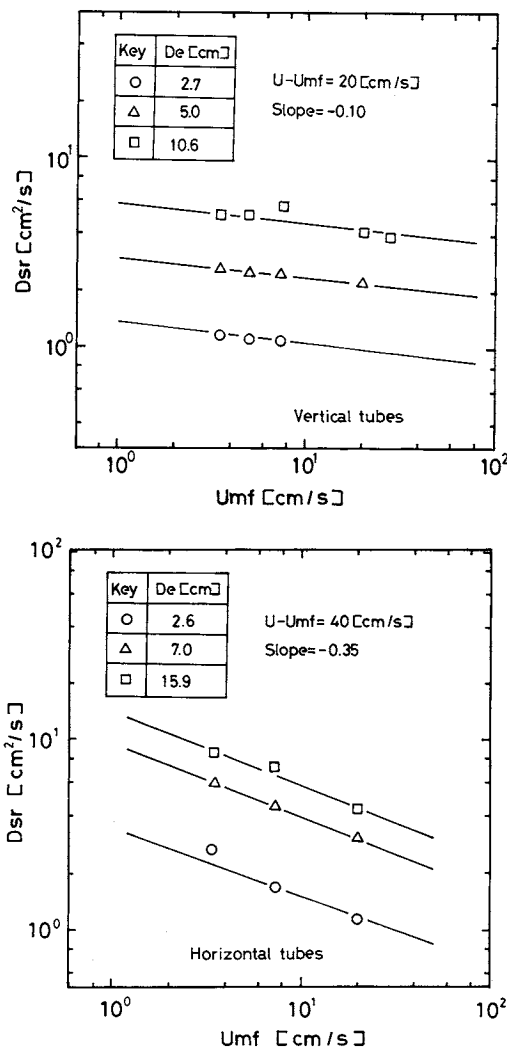 Key De [cm]
○ 2.7
△ 5.0
□ 10.6
U-Umf= 20 [cm/s]
Slope=-0.10
10¹
10⁰
Dsr [cm²/s]
Vertical tubes
10⁰ 10¹ 10²
Umf [cm/s]
10²
Key De [cm]
○ 2.6
△ 7.0
□ 15.9
U-Umf= 40 [cm/s]
Slope=-0.35
10¹
10⁰
Dsr [cm²/s]
Horizontal tubes
10⁰ 10¹ 10²
Umf [cm/s]